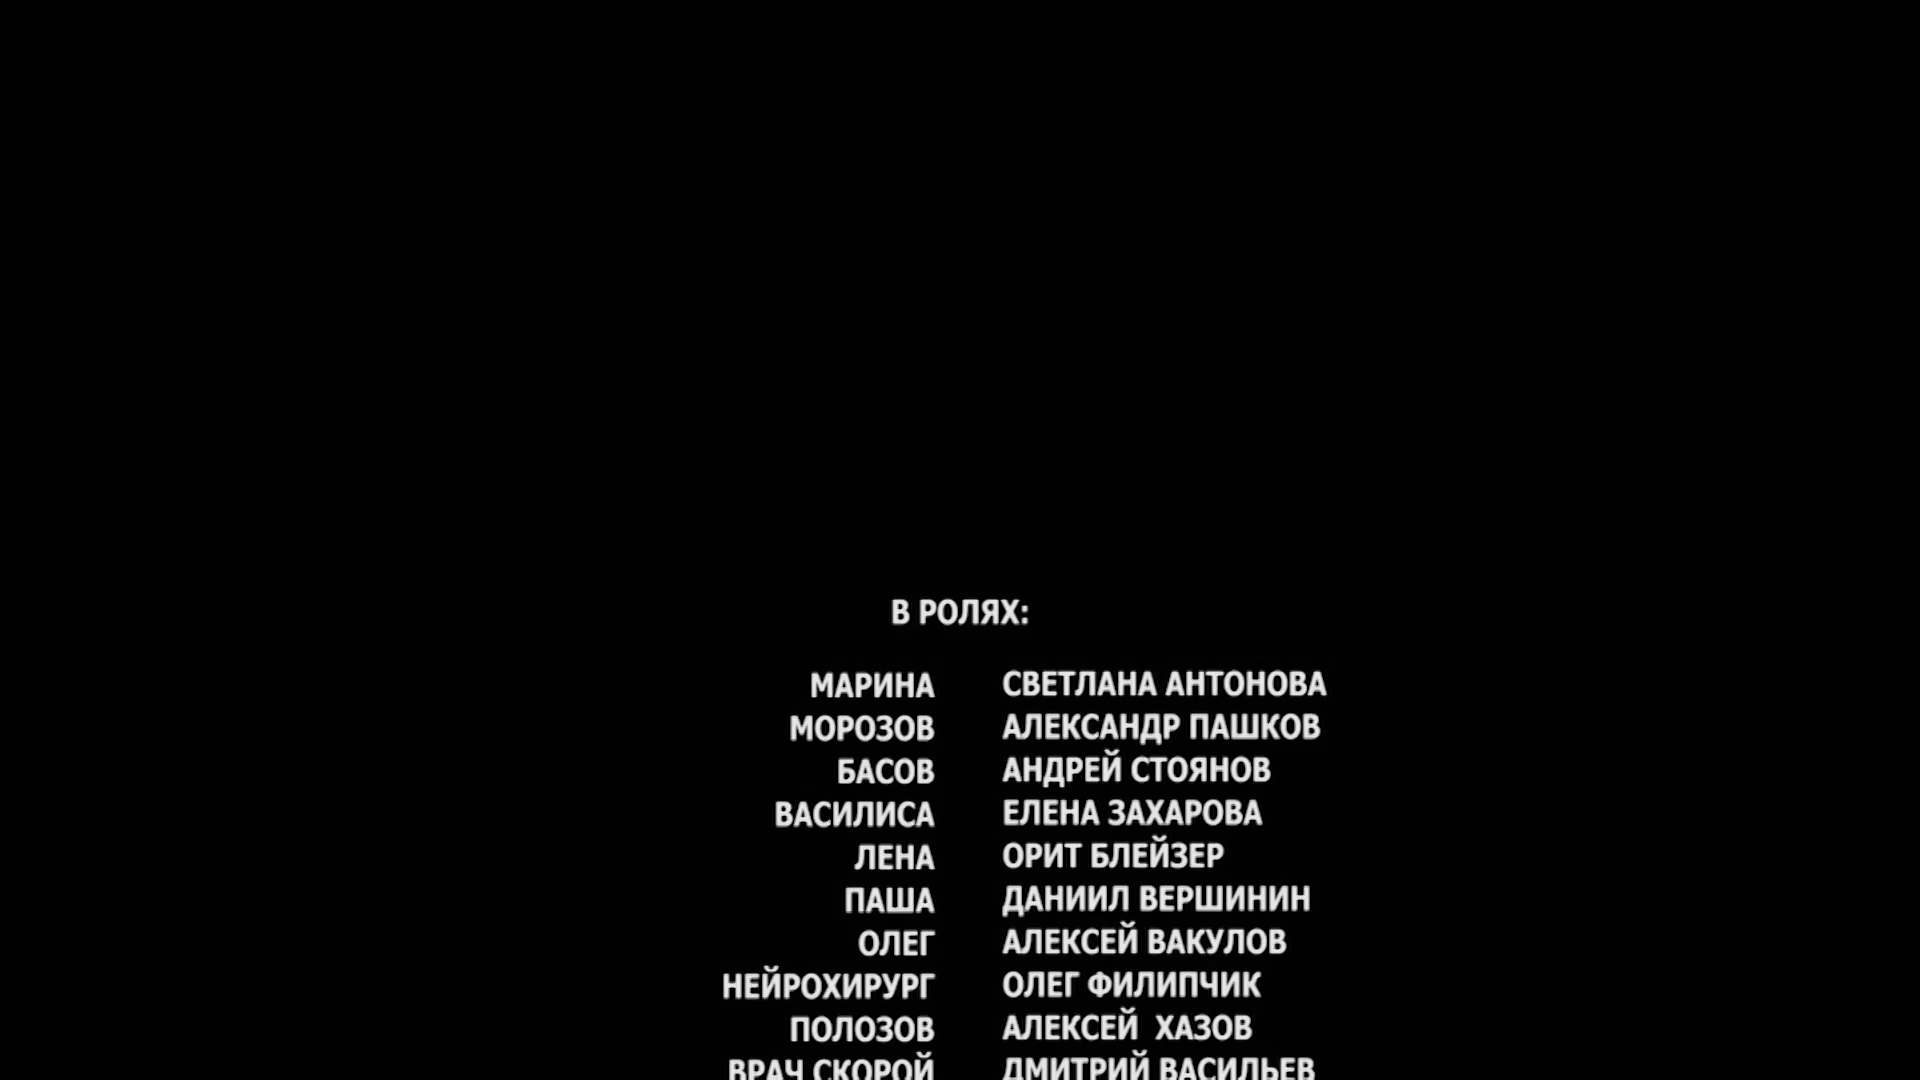 В РОЛЯХ:
МАРИНА СВЕТЛАНА АНТОНОВА
МОРОЗОВ АЛЕКСАНДР ПАШКОВ
БАСОВ АНДРЕЙ СТОЯНОВ
ВАСИЛИСА ЕЛЕНА ЗАХАРОВА
ЛЕНА ОРИТ БЛЕЙЗЕР
ПАША ДАНИИЛ ВЕРШИНИН
ОЛЕГ АЛЕКСЕЙ ВАКУЛОВ
НЕЙРОХИРУРГ ОЛЕГ ФИЛИПЧИК
ПОЛОЗОВ АЛЕКСЕЙ ХАЗОВ
ВРАЧ СКОРОЙ ДМИТРИЙ ВАСИЛЬЕВ